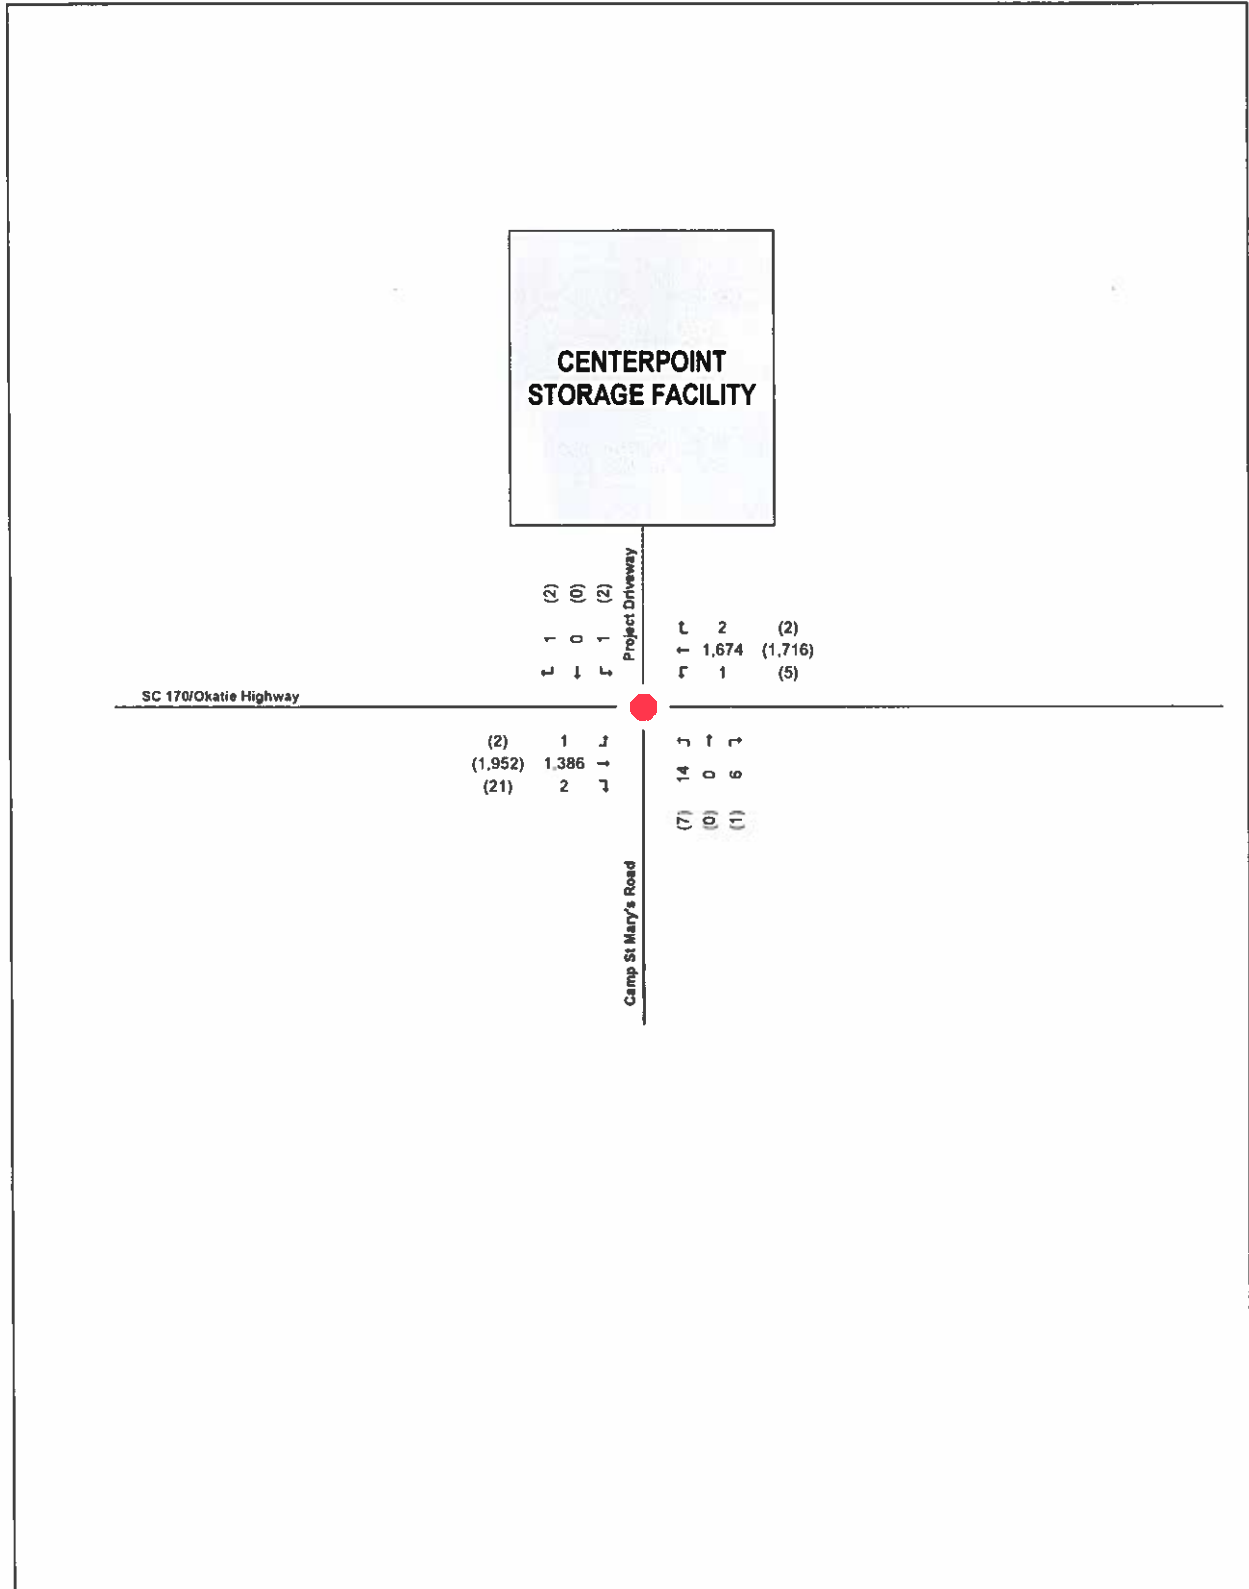 CENTERPOINT
STORAGE FACILITY
Project Driveway
1 (2)
0 (0)
1 (2)
2 (2)
1,674 (1,716)
1 (5)
SC 170/Okatie Highway
(2) 1
(1,952) 1,386
(21) 2
14 (7)
0 (0)
6 (1)
Camp St Mary's Road